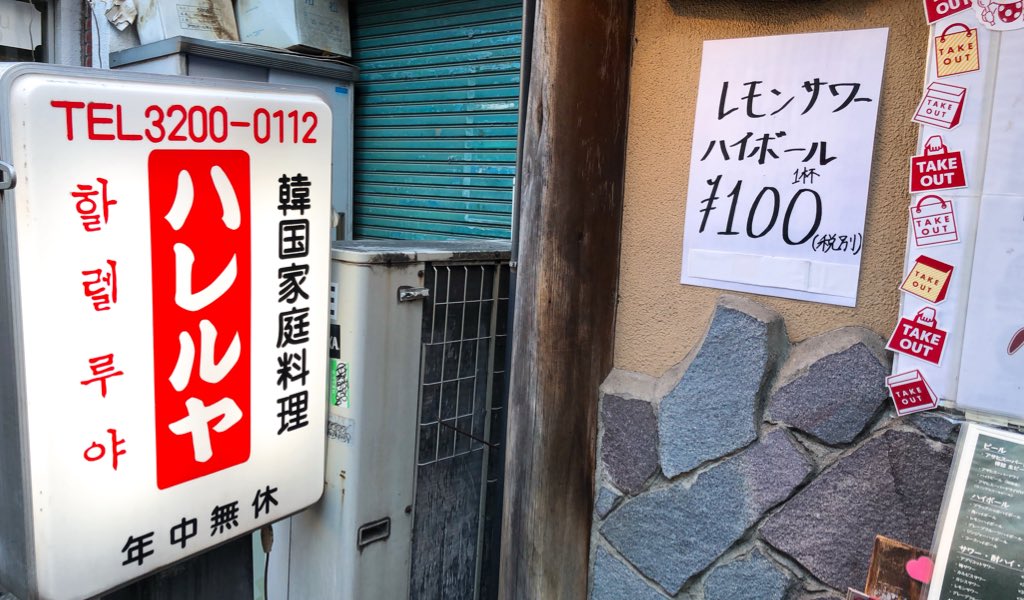 TEL3200-0112
韓国家庭料理
ハレルヤ
할렐루야
年中無休
レモンサワー
ハイボール
1杯
¥100
(税別)
TAKE OUT
TAKE
OUT
TAKE
OUT
TAKE
OUT
TAKE
OUT
TAKE
OUT
TAKE
OUT
TAKE
OUT
ビール
ハイボール
サワー・酎ハイ